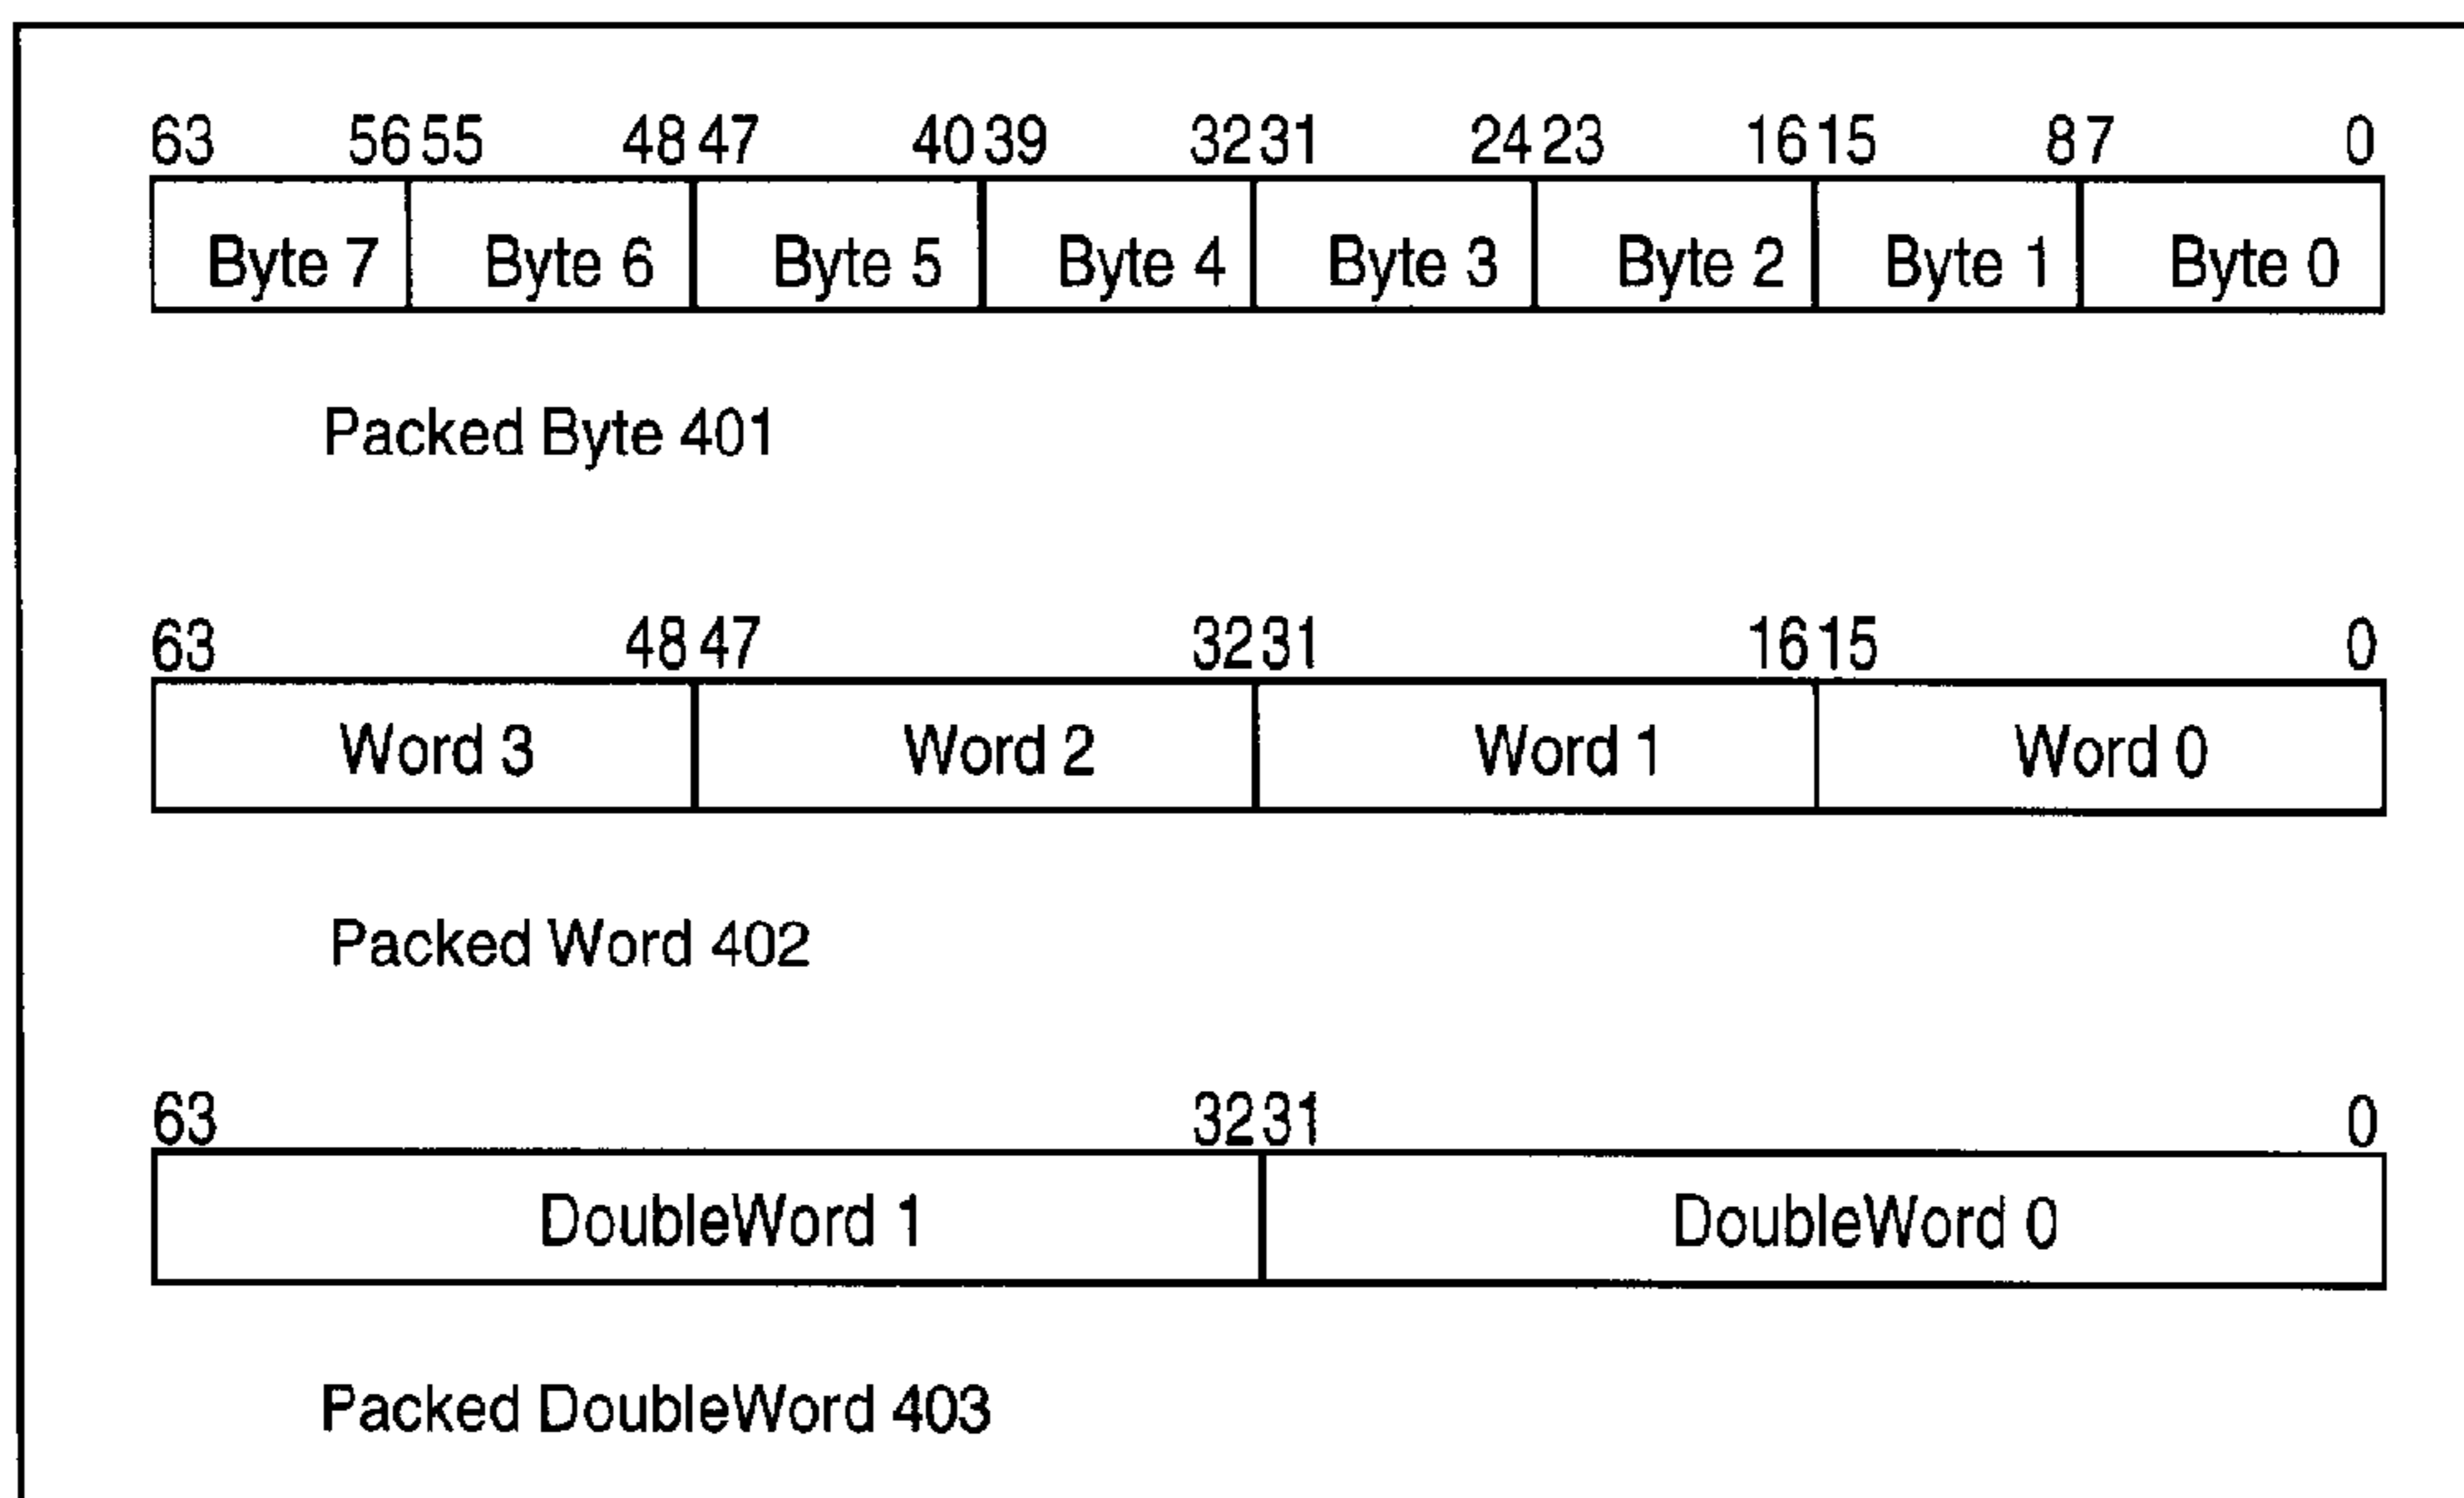 63 56 55 48 47 40 39 32 31 24 23 16 15 8 7 0
Byte 7 Byte 6 Byte 5 Byte 4 Byte 3 Byte 2 Byte 1 Byte 0
Packed Byte 401
63 48 47 32 31 16 15 0
Word 3 Word 2 Word 1 Word 0
Packed Word 402
63 32 31 0
DoubleWord 1 DoubleWord 0
Packed DoubleWord 403